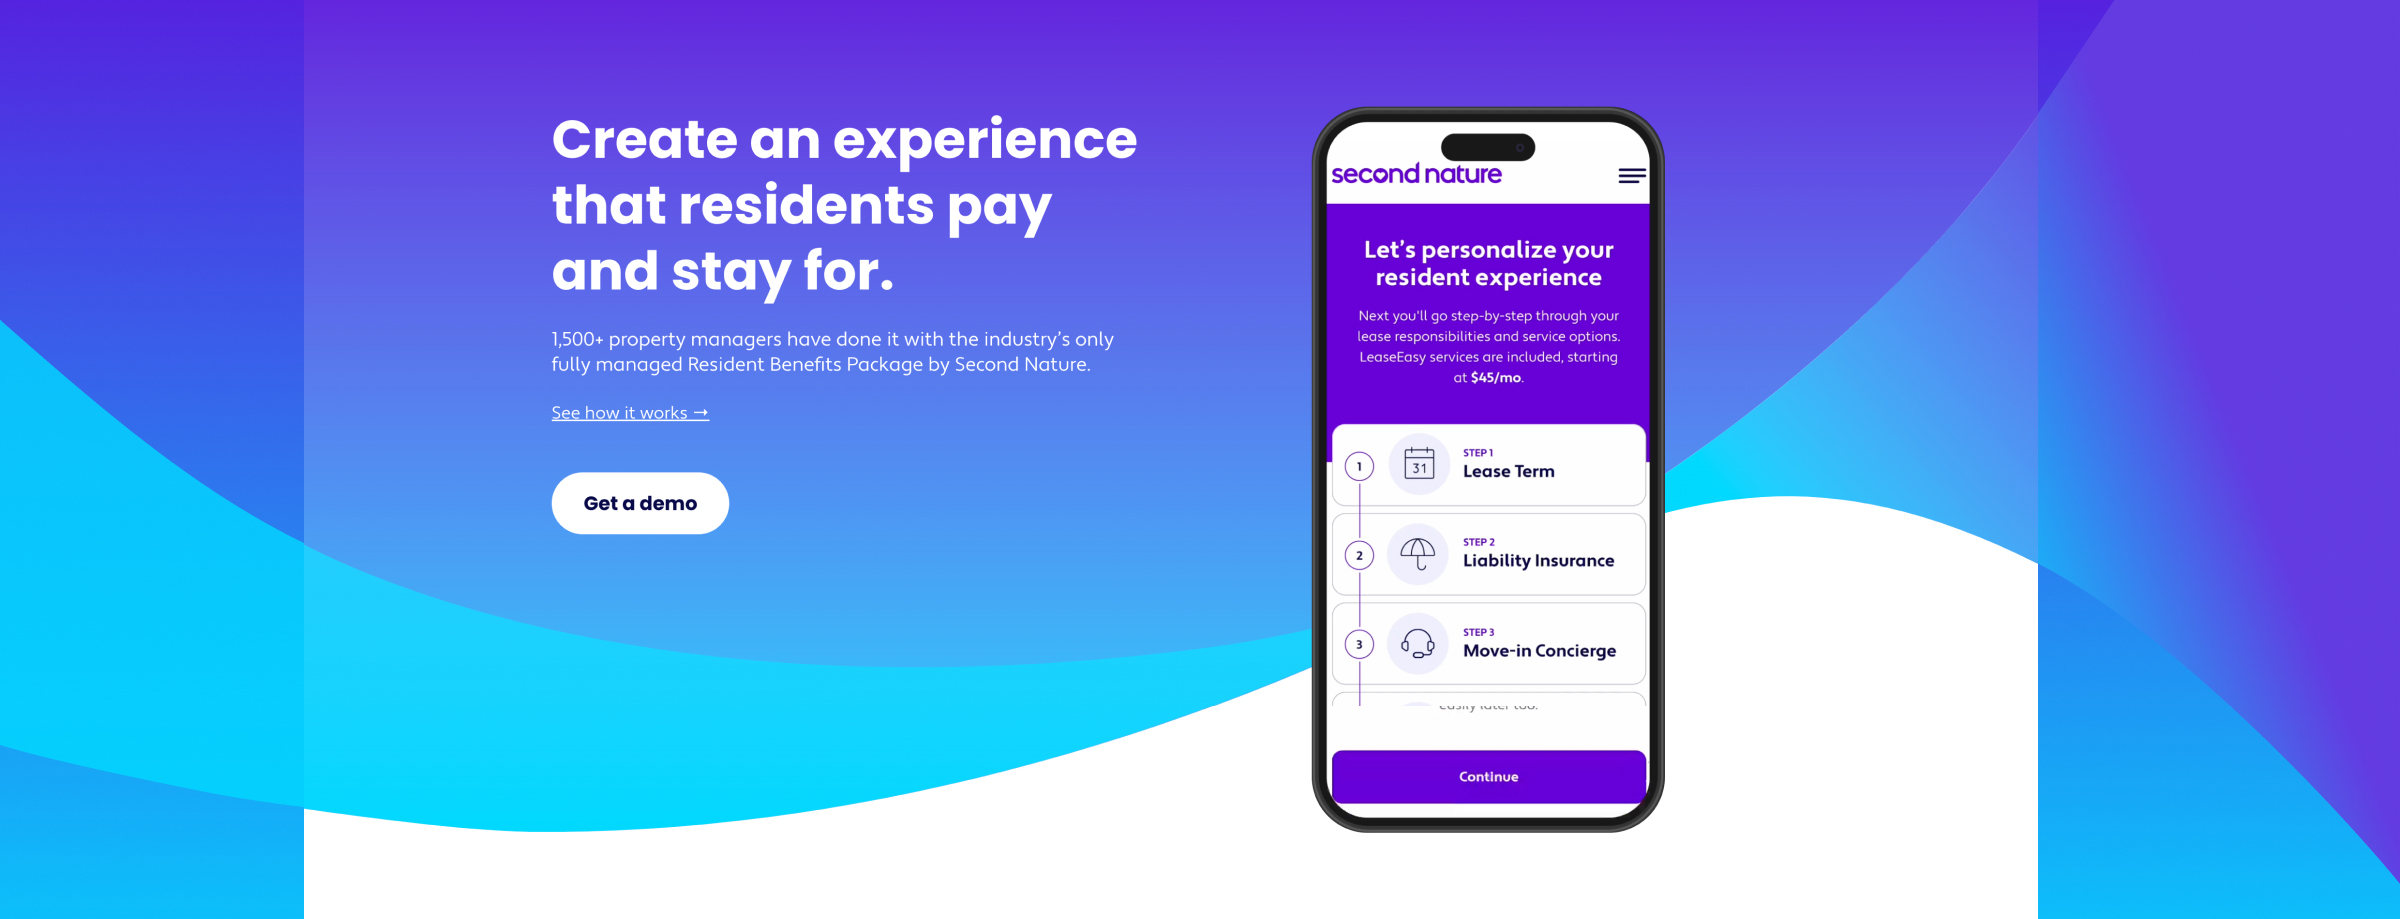 Create an experience
that residents pay
and stay for.
1,500+ property managers have done it with the industry's only
fully managed Resident Benefits Package by Second Nature.
See how it works →
Get a demo
second nature
Let's personalize your
resident experience
Next you'll go step-by-step through your
lease responsibilities and service options.
LeaseEasy services are included, starting
at $45/mo.
1
31
STEP 1
Lease Term
2
STEP 2
Liability Insurance
3
STEP 3
Move-in Concierge
easily later too.
Continue